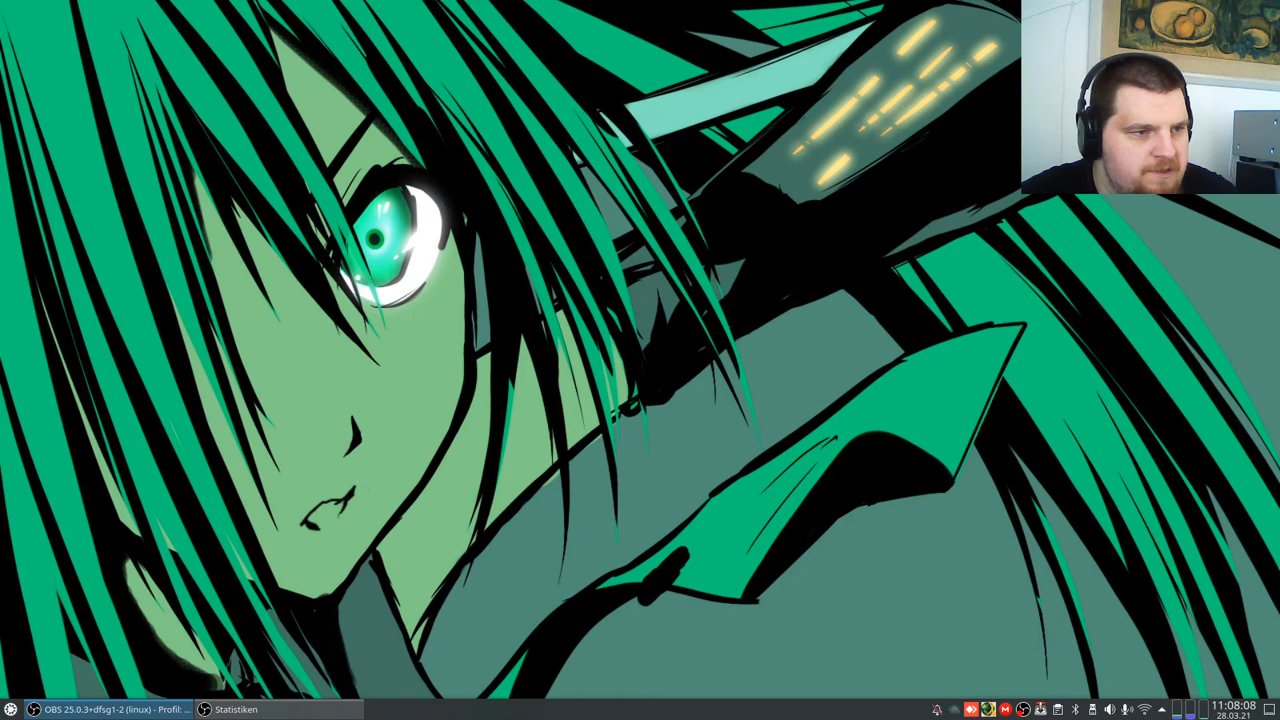 OBS 25.0.3+dfsg1-2 (linux) - Profil: ...
Statistiken
11:08:08
28.03.21